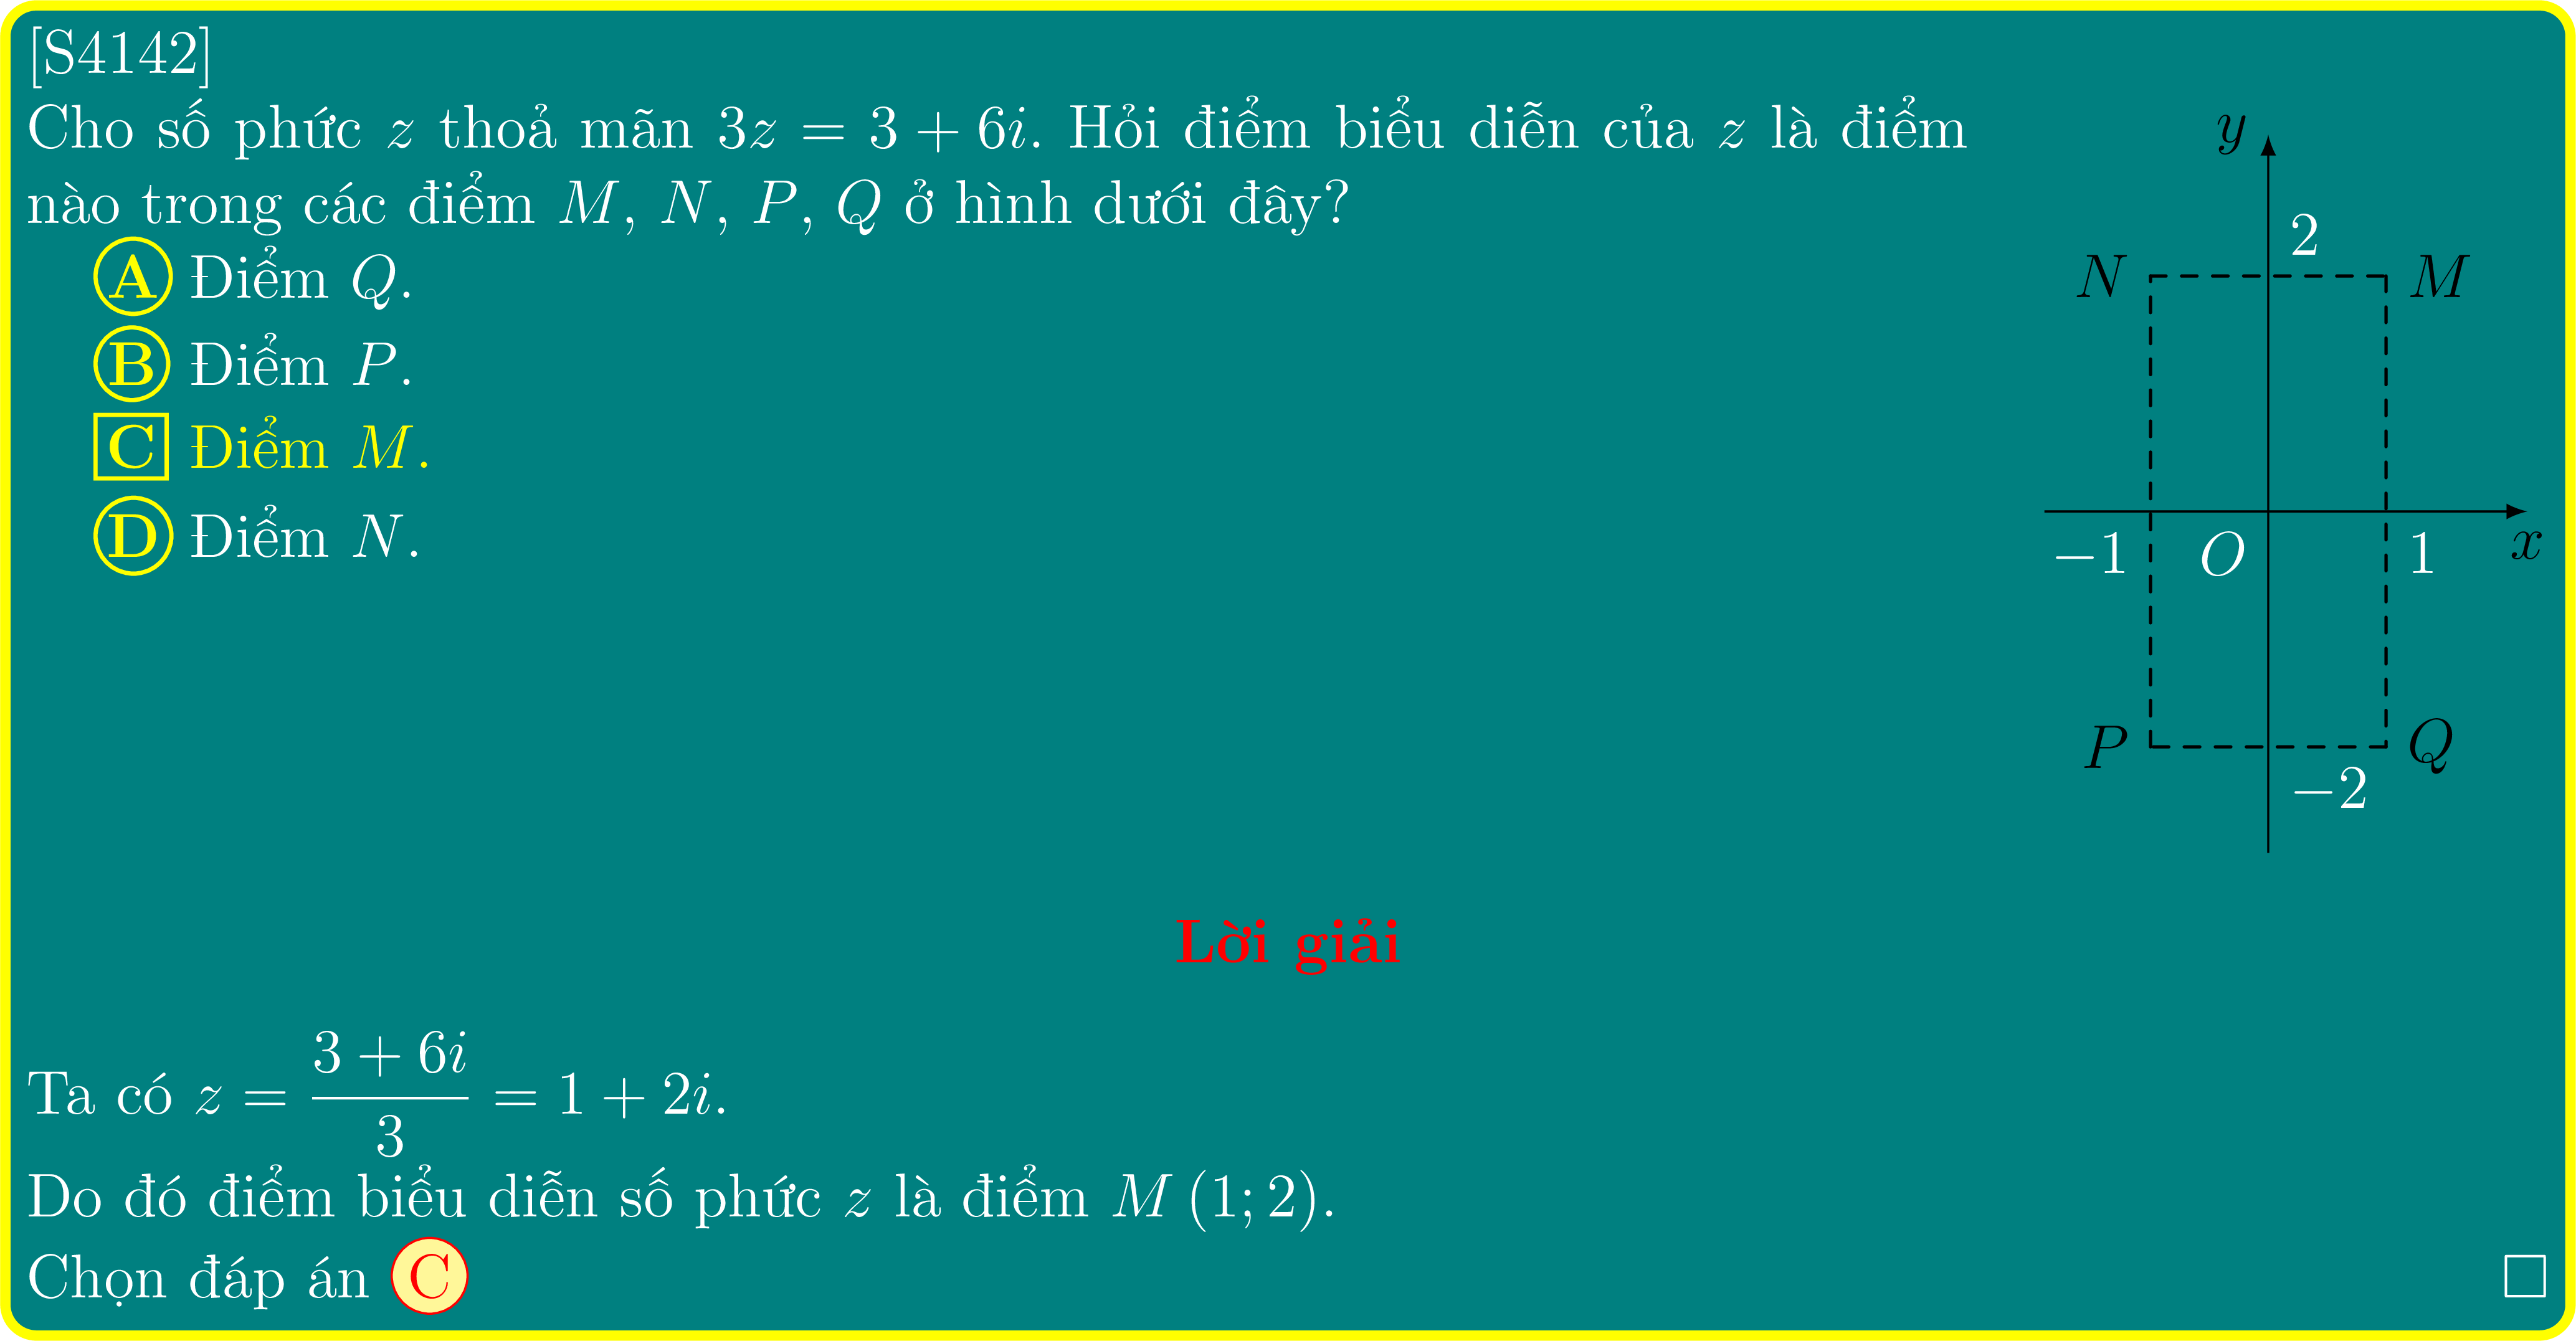 [S4142]
Cho số phức z thoả mãn 3z = 3 + 6i. Hỏi điểm biểu diễn của z là điểm
nào trong các điểm M, N, P, Q ở hình dưới đây?
A Điểm Q.
B Điểm P.
C Điểm M.
D Điểm N.
y
2
N M
−1 O 1 x
P Q
−2
Lời giải
Ta có z = \frac{3 + 6i}{3} = 1 + 2i.
Do đó điểm biểu diễn số phức z là điểm M (1; 2).
Chọn đáp án C □